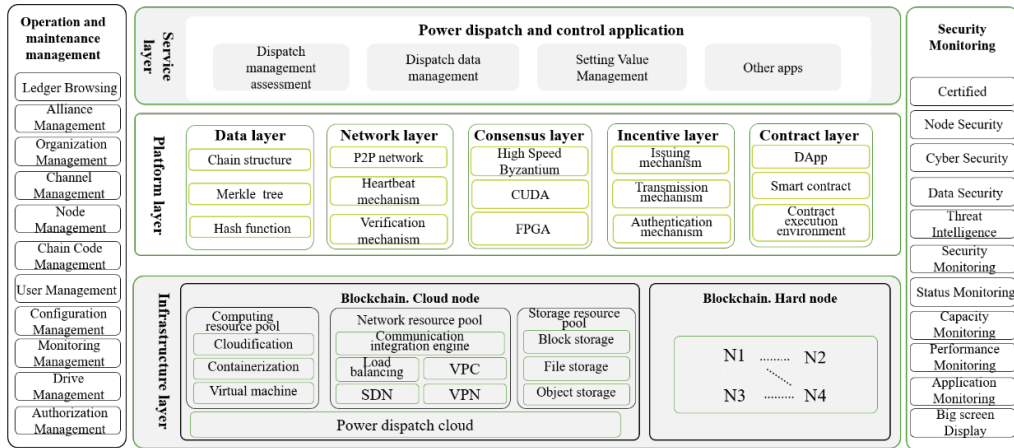 Operation and
maintenance
management
Ledger Browsing
Alliance
Management
Organization
Management
Channel
Management
Node
Management
Chain Code
Management
User Management
Configuration
Management
Monitoring
Management
Drive
Management
Authorization
Management
Service
layer
Power dispatch and control application
Dispatch
management
assessment
Dispatch data
management
Setting Value
Management
Other apps
Platform layer
Data layer
Chain structure
Merkle tree
Hash function
Network layer
P2P network
Heartbeat
mechanism
Verification
mechanism
Consensus layer
High Speed
Byzantium
CUDA
FPGA
Incentive layer
Issuing
mechanism
Transmission
mechanism
Authentication
mechanism
Contract layer
DApp
Smart contract
Contract
execution
environment
Infrastructure layer
Blockchain. Cloud node
Computing
resource pool
Cloudification
Containerization
Virtual machine
Network resource pool
Communication
integration engine
Load
balancing
VPC
SDN
VPN
Storage resource
pool
Block storage
File storage
Object storage
Power dispatch cloud
Blockchain. Hard node
N1 ........ N2
N3 ........ N4
Security
Monitoring
Certified
Node Security
Cyber Security
Data Security
Threat
Intelligence
Security
Monitoring
Status Monitoring
Capacity
Monitoring
Performance
Monitoring
Application
Monitoring
Big screen
Display